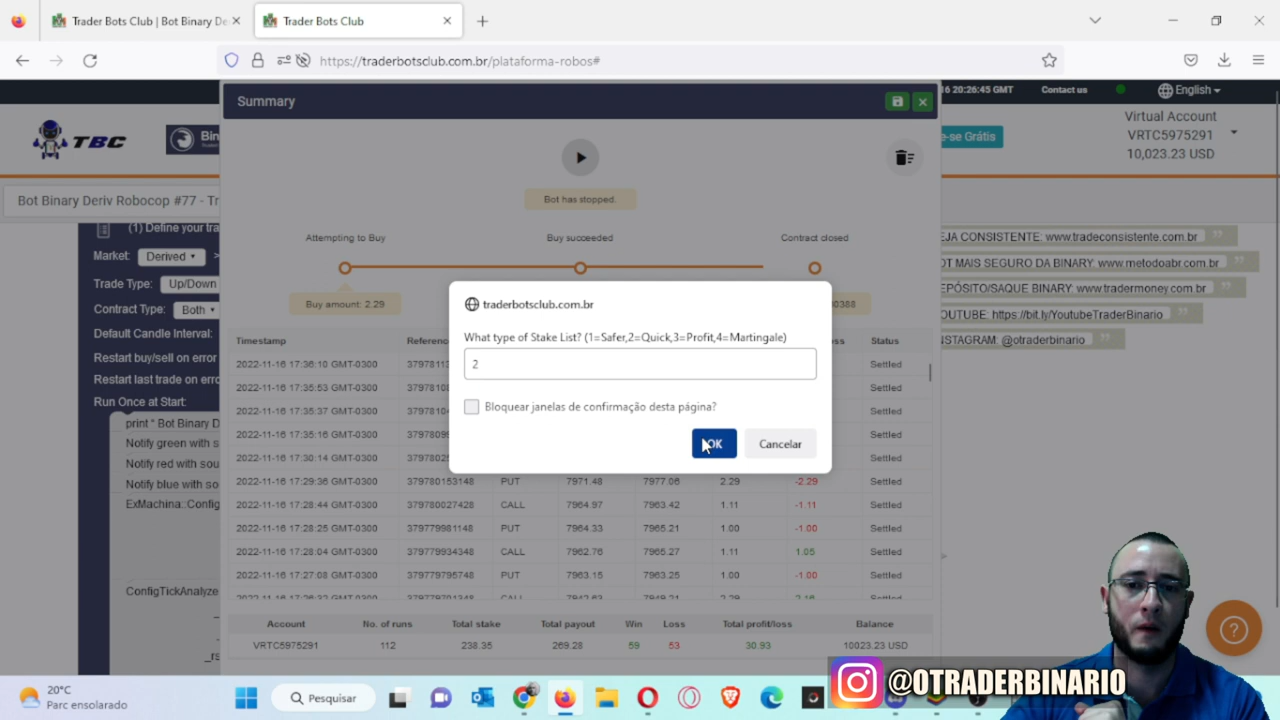 Trader Bots Club | Bot Binary De
Trader Bots Club
https://traderbotsclub.com.br/plataforma-robos#
Summary
16 20:26:45 GMT
Contact us
English
TBC
Bin
e-se Grátis
Virtual Account
VRTC5975291
10,023.23 USD
Bot Binary Deriv Robocop #77 - Tr
Bot has stopped.
(1) Define your tra
Market: Derived
Trade Type: Up/Down
Contract Type: Both
Default Candle Interval:
Restart buy/sell on error
Restart last trade on erro
Run Once at Start:
print " Bot Binary D
Notify green with s
Notify red with sou
Notify blue with so
ExMachina::Config
ConfigTickAnalyze
Attempting to Buy
Buy succeeded
Contract closed
Buy amount: 2.29
0388
EJA CONSISTENTE: www.tradeconsistente.com.br
OT MAIS SEGURO DA BINARY: www.metodoabr.com.br
EPÓSITO/SAQUE BINARY: www.tradermoney.com.br
OUTUBE: https://bit.ly/YoutubeTraderBinario
NSTAGRAM: @otraderbinario
traderbotsclub.com.br
What type of Stake List? (1=Safer,2=Quick,3=Profit,4=Martingale)
2
Bloquear janelas de confirmação desta página?
OK
Cancelar
Timestamp Status
2022-11-16 17:36:10 GMT-0300 Settled
2022-11-16 17:35:53 GMT-0300 Settled
2022-11-16 17:35:37 GMT-0300 Settled
2022-11-16 17:35:16 GMT-0300 Settled
2022-11-16 17:30:14 GMT-0300 Settled
2022-11-16 17:29:36 GMT-0300 379780153148 PUT 7971.48 7977.06 2.29 -2.29 Settled
2022-11-16 17:28:44 GMT-0300 379780027428 CALL 7964.97 7963.42 1.11 -1.11 Settled
2022-11-16 17:28:25 GMT-0300 379779981148 PUT 7964.33 7965.21 1.00 -1.00 Settled
2022-11-16 17:28:04 GMT-0300 379779934348 CALL 7962.76 7965.27 1.11 1.05 Settled
2022-11-16 17:27:08 GMT-0300 379779795748 PUT 7963.15 7963.25 1.00 -1.00 Settled
Account No. of runs Total stake Total payout Win Loss Total profit/loss Balance
VRTC5975291 112 238.35 269.28 59 53 30.93 10023.23 USD
@OTRADERBINARIO
20°C
Parc ensolarado
Pesquisar